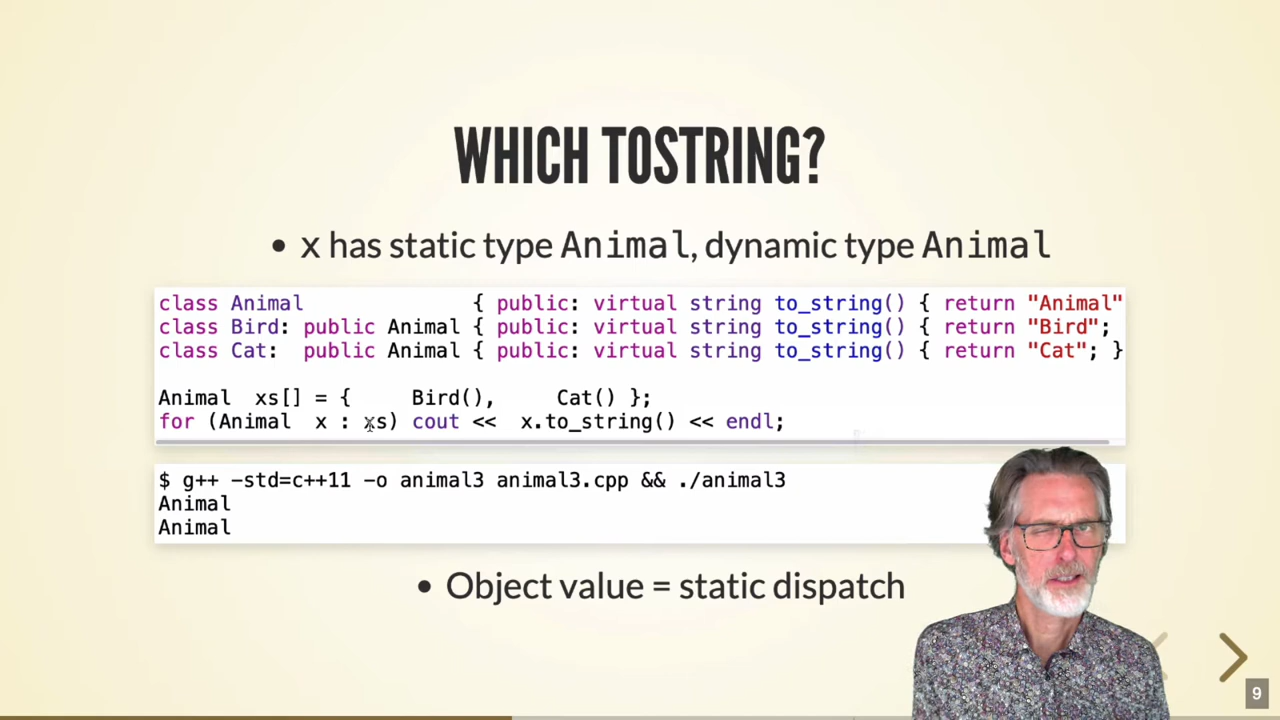 WHICH TOSTRING?
• x has static type Animal, dynamic type Animal
class Animal              { public: virtual string to_string() { return "Animal"
class Bird: public Animal { public: virtual string to_string() { return "Bird";
class Cat:  public Animal { public: virtual string to_string() { return "Cat"; }
Animal  xs[] = {     Bird(),     Cat() };
for (Animal  x : xs) cout <<  x.to_string() << endl;
$ g++ -std=c++11 -o animal3 animal3.cpp && ./animal3
Animal
Animal
• Object value = static dispatch
9